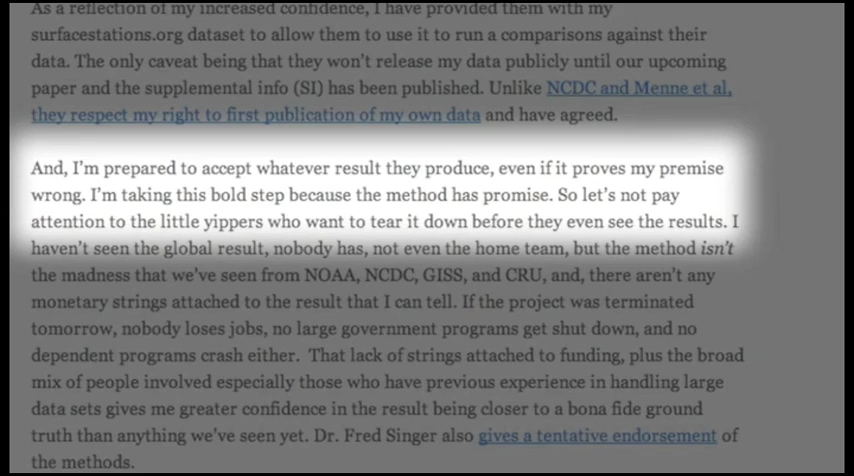 As a reflection of my increased confidence, I have provided them with my
surfacestations.org dataset to allow them to use it to run a comparisons against their
data. The only caveat being that they won't release my data publicly until our upcoming
paper and the supplemental info (SI) has been published. Unlike NCDC and Menne et al,
they respect my right to first publication of my own data and have agreed.
And, I'm prepared to accept whatever result they produce, even if it proves my premise
wrong. I'm taking this bold step because the method has promise. So let's not pay
attention to the little yippers who want to tear it down before they even see the results. I
haven't seen the global result, nobody has, not even the home team, but the method isn't
the madness that we've seen from NOAA, NCDC, GISS, and CRU, and, there aren't any
monetary strings attached to the result that I can tell. If the project was terminated
tomorrow, nobody loses jobs, no large government programs get shut down, and no
dependent programs crash either. That lack of strings attached to funding, plus the broad
mix of people involved especially those who have previous experience in handling large
data sets gives me greater confidence in the result being closer to a bona fide ground
truth than anything we've seen yet. Dr. Fred Singer also gives a tentative endorsement of
the methods.